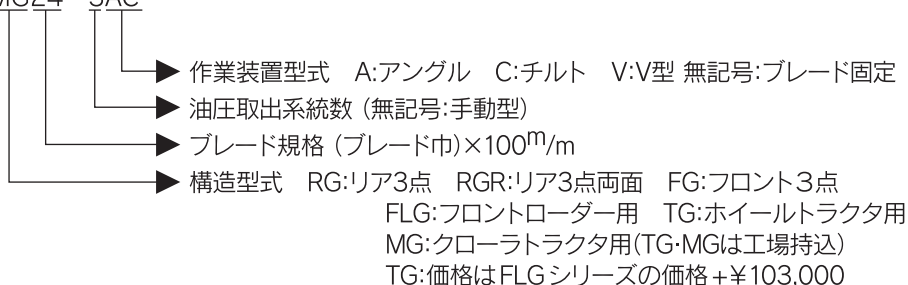 MG24 3AC
作業装置型式 A:アングル C:チルト V:V型 無記号:ブレード固定
油圧取出系統数 (無記号:手動型)
ブレード規格 (ブレード巾)×100m/m
構造型式 RG:リア3点 RGR:リア3点両面 FG:フロント3点
FLG:フロントローダー用 TG:ホイールトラクタ用
MG:クローラトラクタ用(TG·MGは工場持込)
TG:価格はFLGシリーズの価格+¥103,000